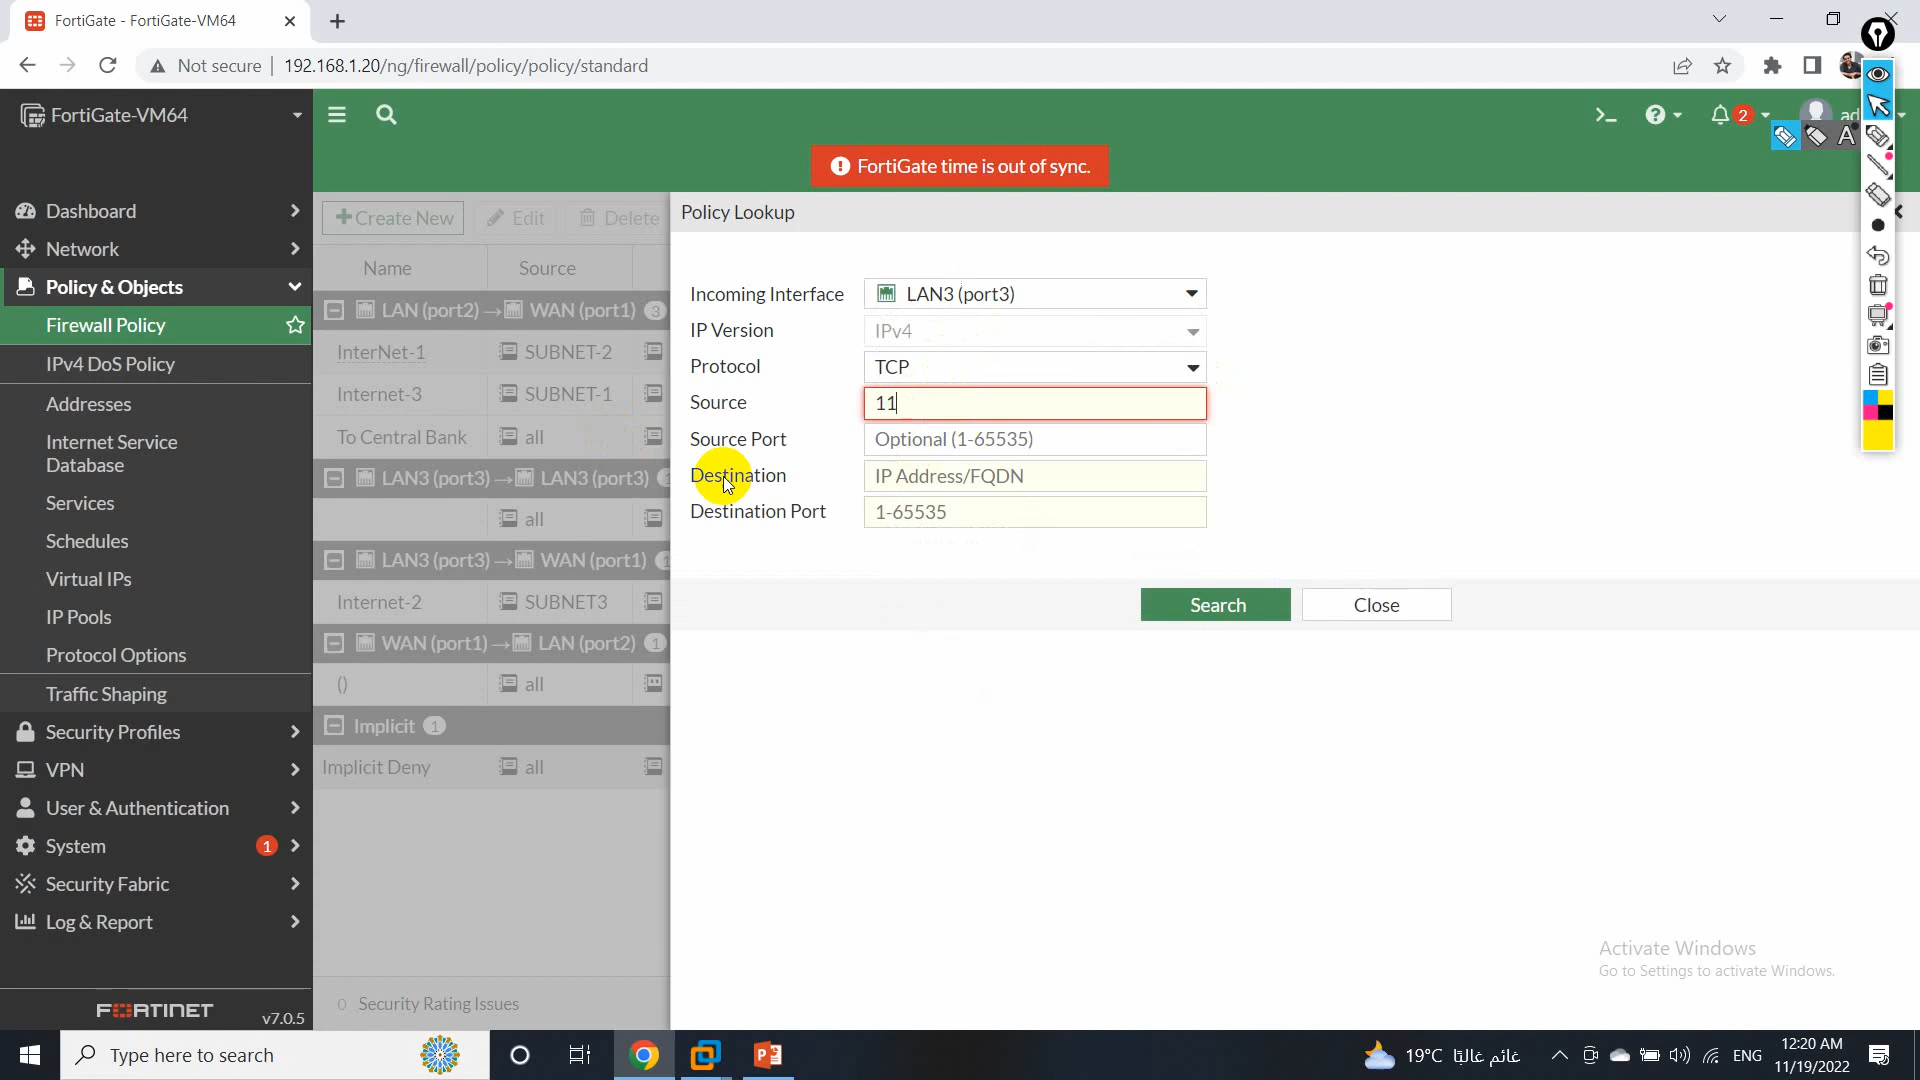 FortiGate - FortiGate-VM64
Not secure
192.168.1.20/ng/firewall/policy/policy/standard
FortiGate-VM64
2
ad
A
FortiGate time is out of sync.
Dashboard
Network
Policy & Objects
Firewall Policy
IPv4 DoS Policy
Addresses
Internet Service
Database
Services
Schedules
Virtual IPs
IP Pools
Protocol Options
Traffic Shaping
Security Profiles
VPN
User & Authentication
System
1
Security Fabric
Log & Report
FORTINET
v7.0.5
Create New
Edit
Delete
Name
Source
LAN (port2) → WAN (port1) 3
InterNet-1
SUBNET-2
Internet-3
SUBNET-1
To Central Bank
all
LAN3 (port3) → LAN3 (port3) 1
all
LAN3 (port3) → WAN (port1) 1
Internet-2
SUBNET3
WAN (port1) → LAN (port2) 1
()
all
Implicit 1
Implicit Deny
all
0 Security Rating Issues
Policy Lookup
Incoming Interface
LAN3 (port3)
IP Version
IPv4
Protocol
TCP
Source
11
Source Port
Optional (1-65535)
Destination
IP Address/FQDN
Destination Port
1-65535
Search
Close
Activate Windows
Go to Settings to activate Windows.
Type here to search
19°C غائم غالبًا
ENG
12:20 AM
11/19/2022